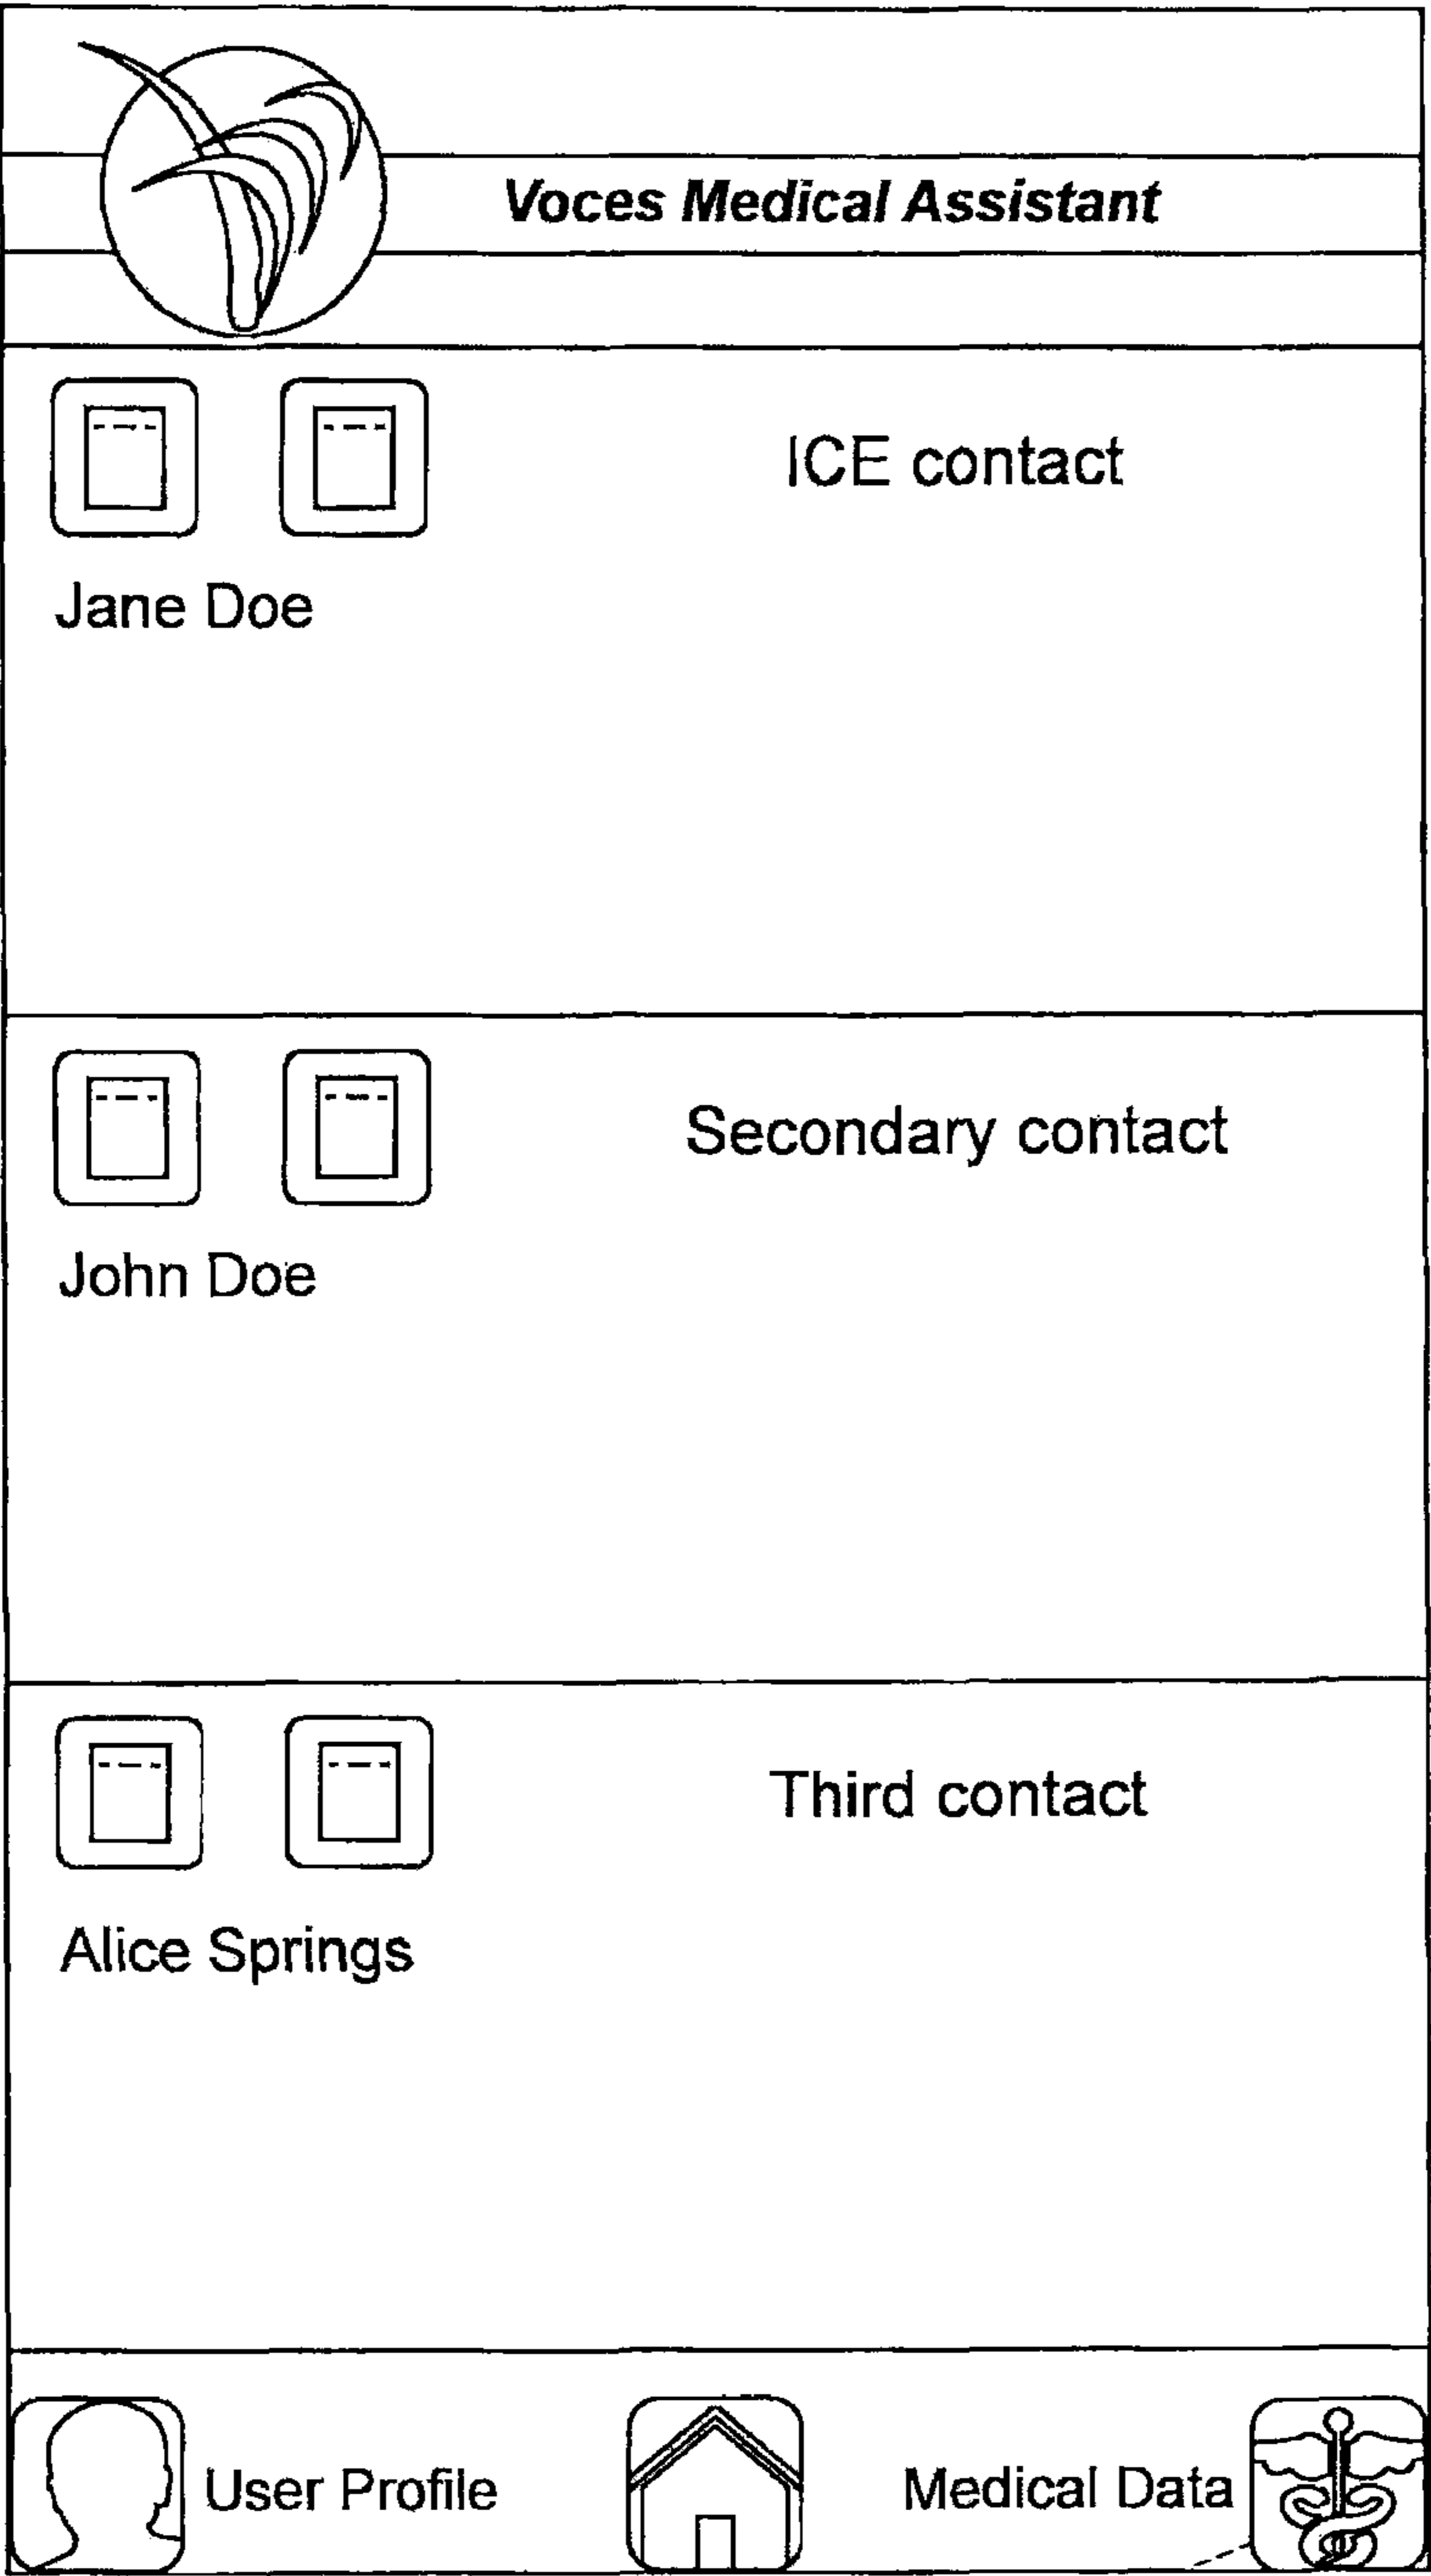 Voces Medical Assistant
ICE contact
Jane Doe
Secondary contact
John Doe
Third contact
Alice Springs
User Profile
Medical Data